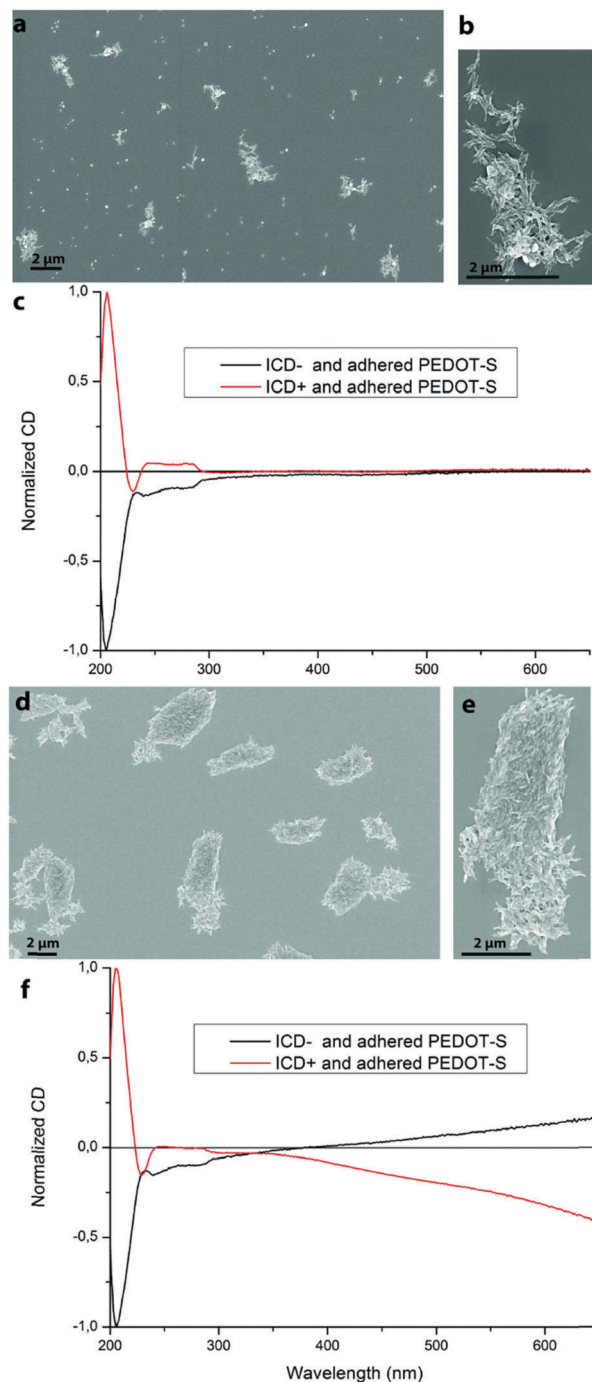 a
2 µm
b
2 µm
c
1,0
0,5
0,0
-0,5
-1,0
Normalized CD
ICD- and adhered PEDOT-S
ICD+ and adhered PEDOT-S
200 300 400 500 600
d
2 µm
e
2 µm
f
1,0
0,5
0,0
-0,5
-1,0
Normalized CD
ICD- and adhered PEDOT-S
ICD+ and adhered PEDOT-S
200 300 400 500 600
Wavelength (nm)